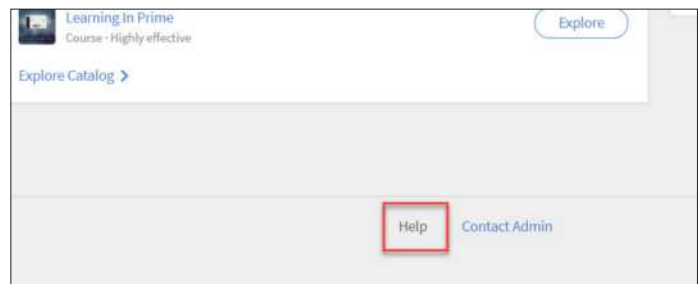 Learning In Prime
Course · Highly effective
Explore
Explore Catalog >
Help Contact Admin